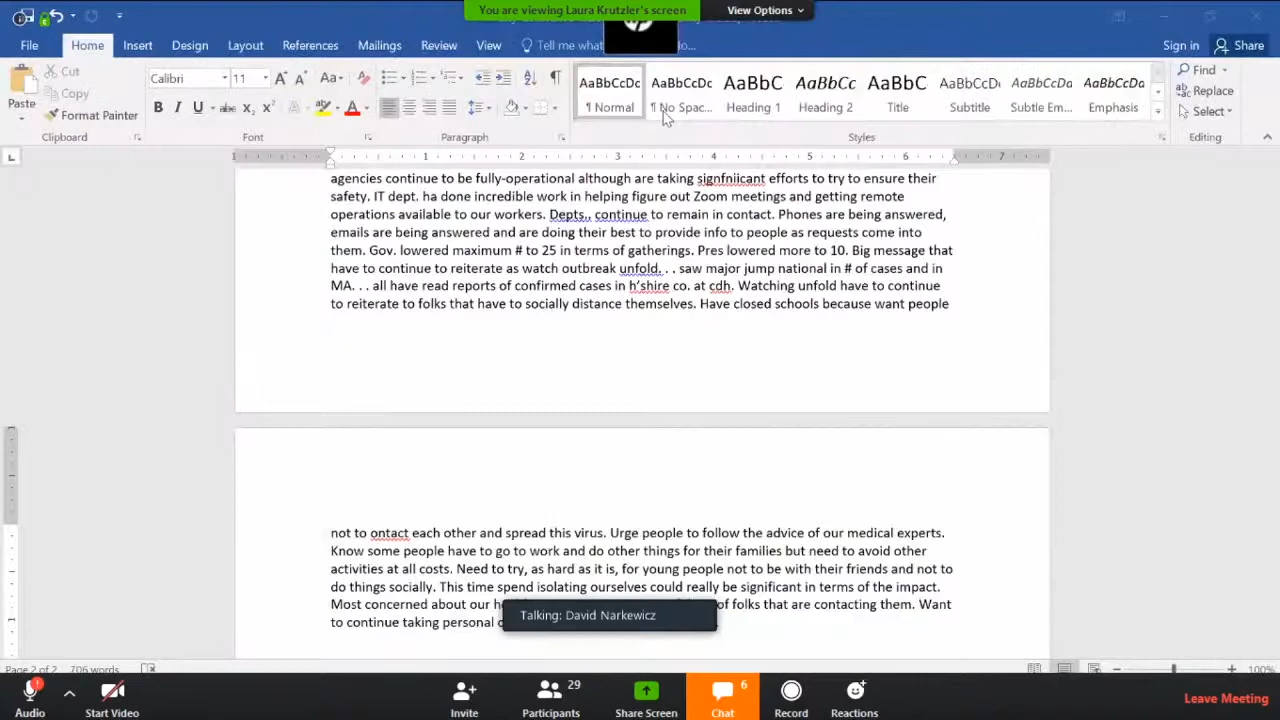 You are viewing Laura Krutzler's screen
View Options
File Home Insert Design Layout References Mailings Review View Tell me what do... Sign in Share
Paste
Cut
Copy
Format Painter
Calibri 11
Aa
B I U abc X₂ X²
A
AaBbCcDc AaBbCcDc AaBbC AaBbCc AaBbC AaBbCcDc AaBbCcDa AaBbCcDa
¶ Normal ¶ No Spac... Heading 1 Heading 2 Title Subtitle Subtle Em... Emphasis
Find
Replace
Select
Clipboard Font Paragraph Styles Editing
1 1 2 3 4 5 6 7
agencies continue to be fully-operational although are taking signfniicant efforts to try to ensure their
safety. IT dept. ha done incredible work in helping figure out Zoom meetings and getting remote
operations available to our workers. Depts., continue to remain in contact. Phones are being answered,
emails are being answered and are doing their best to provide info to people as requests come into
them. Gov. lowered maximum # to 25 in terms of gatherings. Pres lowered more to 10. Big message that
have to continue to reiterate as watch outbreak unfold. . . saw major jump national in # of cases and in
MA. . . all have read reports of confirmed cases in h'shire co. at cdh. Watching unfold have to continue
to reiterate to folks that have to socially distance themselves. Have closed schools because want people
not to ontact each other and spread this virus. Urge people to follow the advice of our medical experts.
Know some people have to go to work and do other things for their families but need to avoid other
activities at all costs. Need to try, as hard as it is, for young people not to be with their friends and not to
do things socially. This time spend isolating ourselves could really be significant in terms of the impact.
Most concerned about our of folks that are contacting them. Want
to continue taking personal
Talking: David Narkewicz
Page 2 of 2 706 words 100%
Audio Start Video Invite Participants 29 Share Screen Chat 6 Record Reactions Leave Meeting